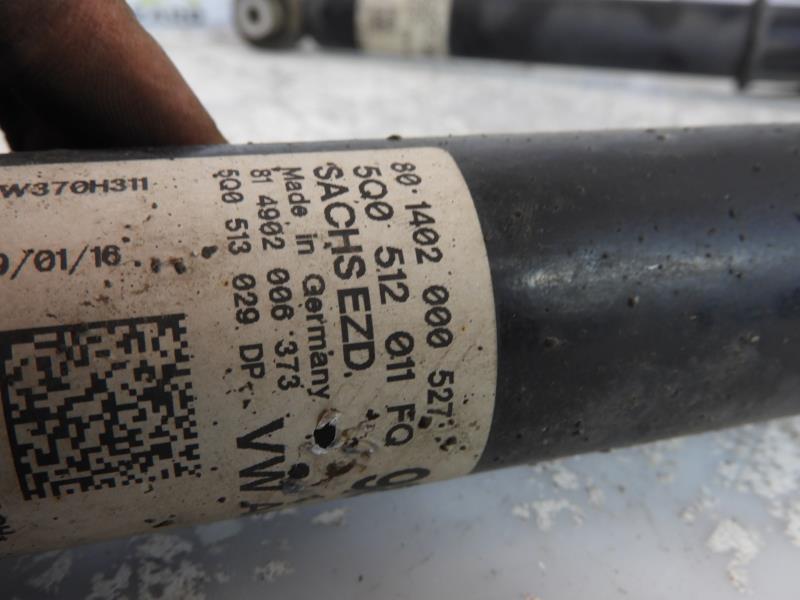 80·1402 000 527
5Q0 512 011 FQ
SACHS EZD.
Made in Germany
81 4902 006 373
5Q0 513 029 DP
VW
W370H311
/01/16